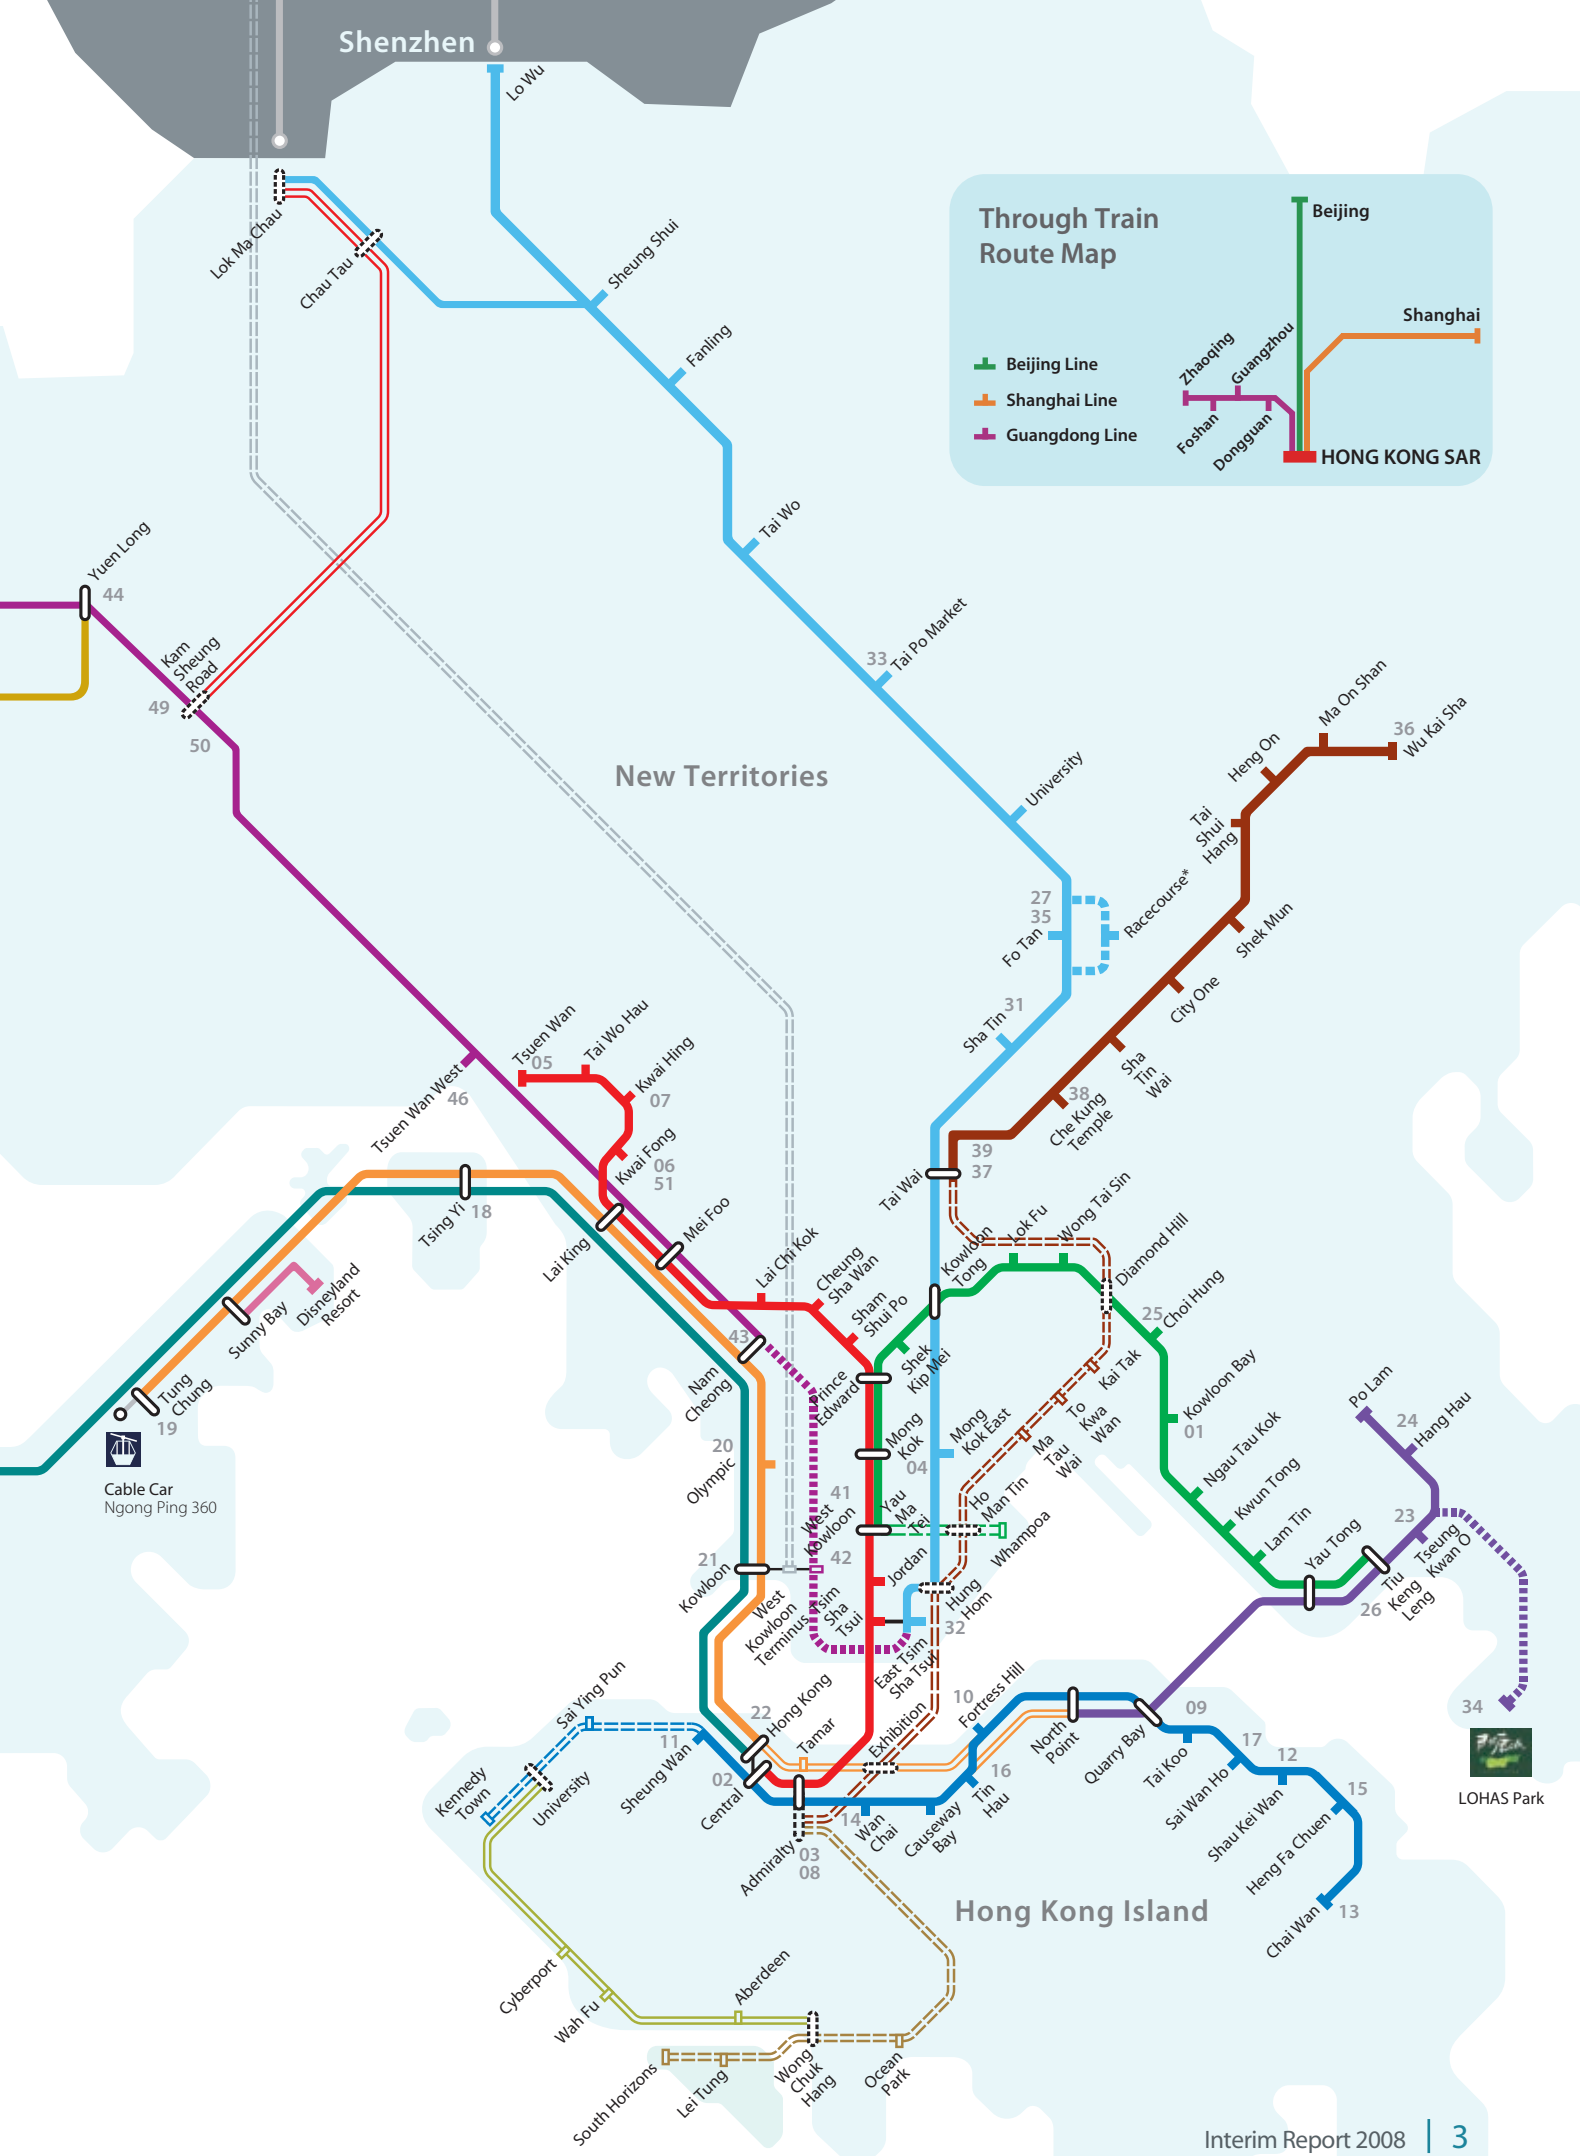 Shenzhen
Lo Wu
Lok Ma Chau
Chau Tau
Sheung Shui
Fanling
Through Train
Route Map
Beijing
Shanghai
Zhaoqing
Guangzhou
Foshan
Dongguan
HONG KONG SAR
Beijing Line
Shanghai Line
Guangdong Line
Tai Wo
Yuen Long
44
Kam
Sheung
Road
49
50
33
Tai Po Market
New Territories
University
Ma On Shan
36
Wu Kai Sha
Heng On
Tai
Shui
Hang
27
35
Fo Tan
Racecourse*
Shek Mun
City One
31
Sha Tin
Sha
Tin
Wai
38
Che Kung
Temple
39
37
Tai Wai
Tsuen Wan West
46
Tsuen Wan
05
Tai Wo Hau
Kwai Hing
07
Kwai Fong
06
51
Tsing Yi
18
Lai King
Mei Foo
Lai Chi Kok
Cheung
Sha Wan
Sham
Shui Po
Kowloon
Tong
Lok Fu
Wong Tai Sin
Diamond Hill
25
Choi Hung
Sunny Bay
Disneyland
Resort
Tung
Chung
19
Cable Car
Ngong Ping 360
43
Nam
Cheong
Prince
Edward
Shek
Kip Mei
Kai Tak
To
Kwa
Wan
Ma
Tau
Wai
Kowloon Bay
01
Ngau Tau Kok
Kwun Tong
Lam Tin
Yau Tong
Po Lam
24
Hang Hau
23
Tseung
Kwan O
Tiu
Keng
Leng
26
34
LOHAS Park
20
Olympic
Mong
Kok
Mong
Kok East
04
41
West
Kowloon
42
Yau
Ma
Tei
Ho
Man Tin
Whampoa
21
Kowloon
West
Kowloon
Terminus
Tsim
Sha
Tsui
Jordan
Hung
Hom
32
East Tsim
Sha Tsui
22
Hong Kong
Tamar
Exhibition
10
Fortress Hill
North
Point
Quarry Bay
09
Tai Koo
17
Sai Wan Ho
12
Shau Kei Wan
15
Heng Fa Chuen
Chai Wan
13
Sai Ying Pun
11
Sheung Wan
Kennedy
Town
University
02
Central
Admiralty
03
08
14
Wan
Chai
Causeway
Bay
16
Tin
Hau
Hong Kong Island
Cyberport
Wah Fu
Aberdeen
Wong
Chuk
Hang
Ocean
Park
South Horizons
Lei Tung
Interim Report 2008
3